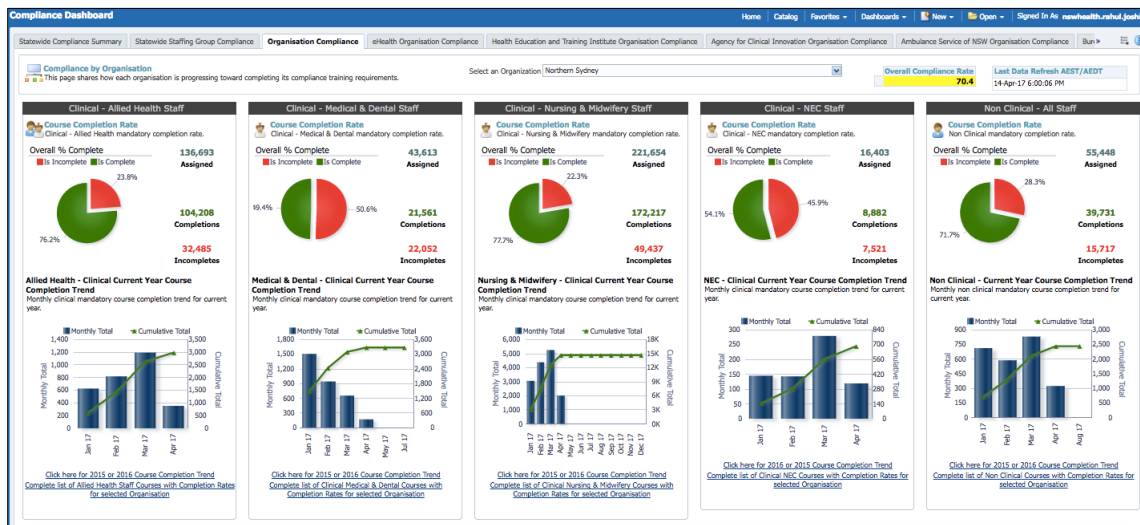 Compliance Dashboard
Home Catalog Favorites Dashboards New Open Signed In As nswhealth.rahul.joshi
Statewide Compliance Summary Statewide Staffing Group Compliance Organisation Compliance eHealth Organisation Compliance Health Education and Training Institute Organisation Compliance Agency for Clinical Innovation Organisation Compliance Ambulance Service of NSW Organisation Compliance Bun»
Compliance by Organisation
This page shares how each organisation is progressing toward completing its compliance training requirements.
Select an Organization Northern Sydney
Overall Compliance Rate
70.4
Last Data Refresh AEST/AEDT
14-Apr-17 6:00:06 PM
Clinical - Allied Health Staff
Course Completion Rate
Clinical - Allied Health mandatory completion rate.
Overall % Complete
Is Incomplete Is Complete
136,693
Assigned
23.8%
76.2%
104,208
Completions
32,485
Incompletes
Allied Health - Clinical Current Year Course
Completion Trend
Monthly clinical mandatory course completion trend for current
year.
Monthly Total Cumulative Total
Monthly Total
1,400
1,200
1,000
800
600
400
200
0
3,500
3,000
2,500
2,000
1,500
1,000
500
0
Cumulative Total
Jan 17 Feb 17 Mar 17 Apr 17
Click here for 2015 or 2016 Course Completion Trend
Complete list of Allied Health Staff Courses with Completion Rates
for selected Organisation
Clinical - Medical & Dental Staff
Course Completion Rate
Clinical - Medical & Dental mandatory completion rate.
Overall % Complete
Is Incomplete Is Complete
43,613
Assigned
49.4%
50.6%
21,561
Completions
22,052
Incompletes
Medical & Dental - Clinical Current Year Course
Completion Trend
Monthly clinical mandatory course completion trend for current
year.
Monthly Total Cumulative Total
Monthly Total
1,800
1,500
1,200
900
600
300
0
3,600
3,000
2,400
1,800
1,200
600
0
Cumulative Total
Jan 17 Feb 17 Mar 17 Apr 17 May 17 Jul 17
Click here for 2015 or 2016 Course Completion Trend
Complete list of Clinical Medical & Dental Courses with
Completion Rates for selected Organisation
Clinical - Nursing & Midwifery Staff
Course Completion Rate
Clinical - Nursing & Midwifery mandatory completion rate.
Overall % Complete
Is Incomplete Is Complete
221,654
Assigned
22.3%
77.7%
172,217
Completions
49,437
Incompletes
Nursing & Midwifery - Clinical Current Year Course
Completion Trend
Monthly clinical mandatory course completion trend for current
year.
Monthly Total Cumulative Total
Monthly Total
6,000
5,000
4,000
3,000
2,000
1,000
0
18K
15K
12K
9K
6K
3K
0K
Cumulative Total
Jan 17 Feb 17 Mar 17 Apr 17 May 17 Jun 17 Jul 17 Aug 17 Sep 17 Oct 17 Nov 17 Dec 17
Click here for 2015 or 2016 Course Completion Trend
Complete list of Clinical Nursing & Midwifery Courses with
Completion Rates for selected Organisation
Clinical - NEC Staff
Course Completion Rate
Clinical - NEC mandatory completion rate.
Overall % Complete
Is Incomplete Is Complete
16,403
Assigned
54.1%
45.9%
8,882
Completions
7,521
Incompletes
NEC - Clinical Current Year Course Completion Trend
Monthly clinical mandatory course completion trend for current
year.
Monthly Total Cumulative Total
Monthly Total
300
250
200
150
100
50
0
840
700
560
420
280
140
0
Cumulative Total
Jan 17 Feb 17 Mar 17 Apr 17
Click here for 2016 or 2015 Course Completion Trend
Complete list of Clinical NEC Courses with Completion Rates for
selected Organisation
Non Clinical - All Staff
Course Completion Rate
Non Clinical mandatory completion rate.
Overall % Complete
Is Incomplete Is Complete
55,448
Assigned
28.3%
71.7%
39,731
Completions
15,717
Incompletes
Non Clinical - Current Year Course Completion Trend
Monthly non clinical mandatory course completion trend for
current year.
Monthly Total Cumulative Total
Monthly Total
900
750
600
450
300
150
0
3,000
2,500
2,000
1,500
1,000
500
0
Cumulative Total
Jan 17 Feb 17 Mar 17 Apr 17 Aug 17
Click here for 2015 or 2016 Course Completion Trend
Complete list of Non Clinical Courses with Completion Rates for
selected Organisation